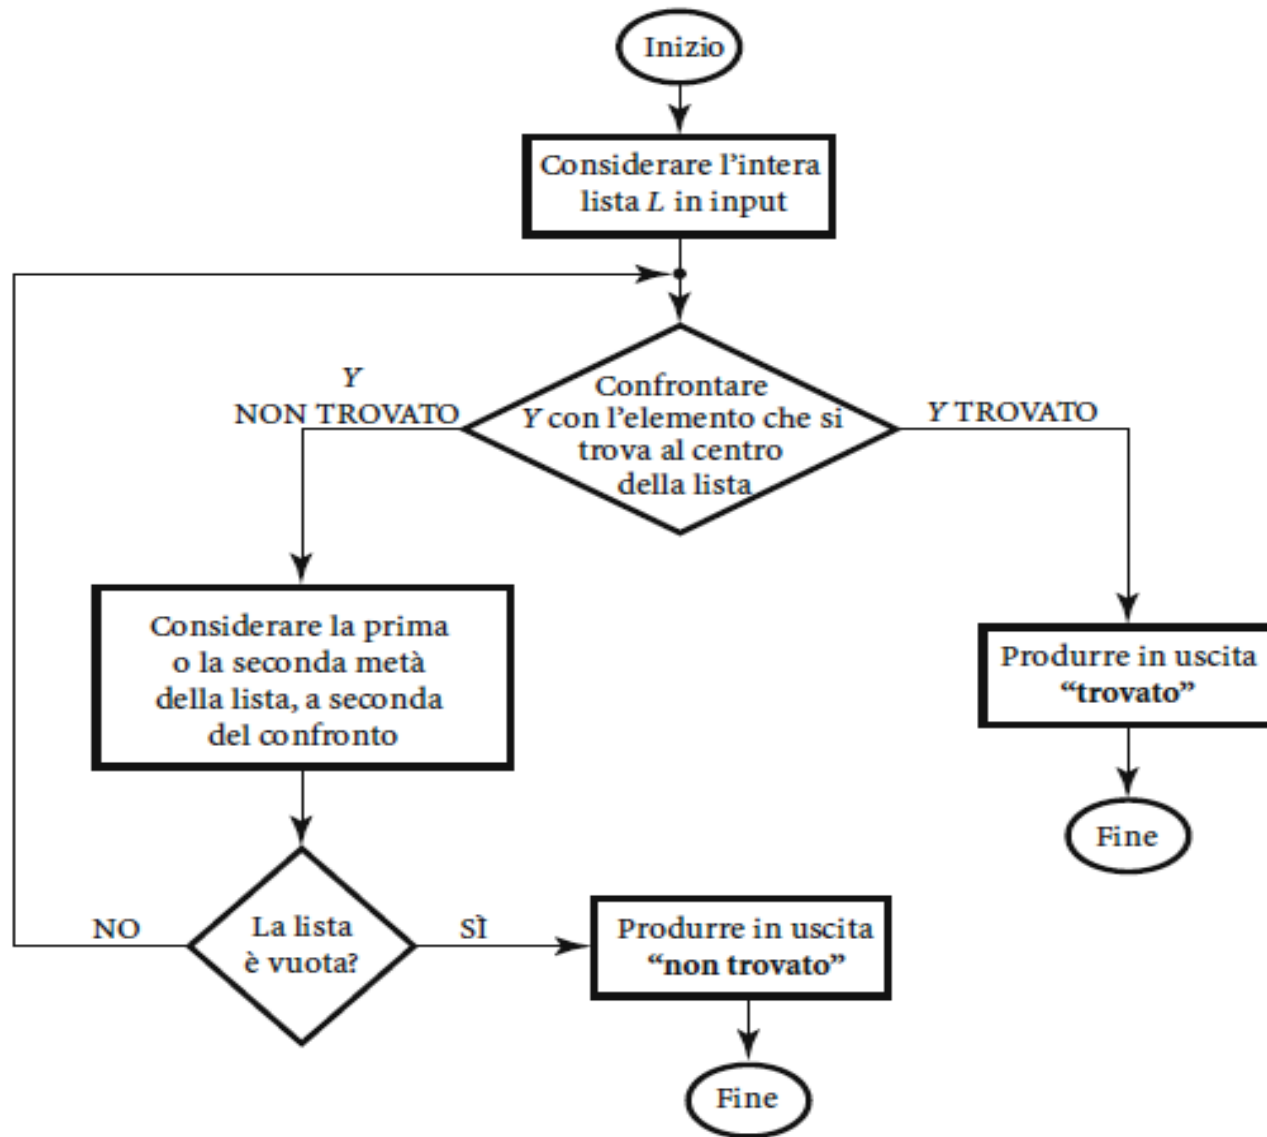 Inizio
Considerare l’intera
lista L in input
Y
NON TROVATO
Confrontare
Y con l’elemento che si
trova al centro
della lista
Y TROVATO
Considerare la prima
o la seconda metà
della lista, a seconda
del confronto
Produrre in uscita
“trovato”
Fine
NO
La lista
è vuota?
SÌ
Produrre in uscita
“non trovato”
Fine